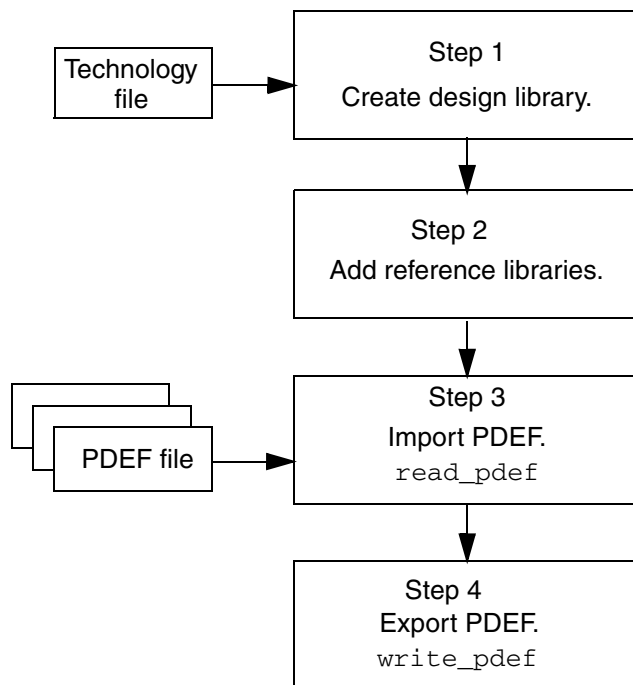 Technology
file
Step 1
Create design library.
Step 2
Add reference libraries.
PDEF file
Step 3
Import PDEF.
read_pdef
Step 4
Export PDEF.
write_pdef